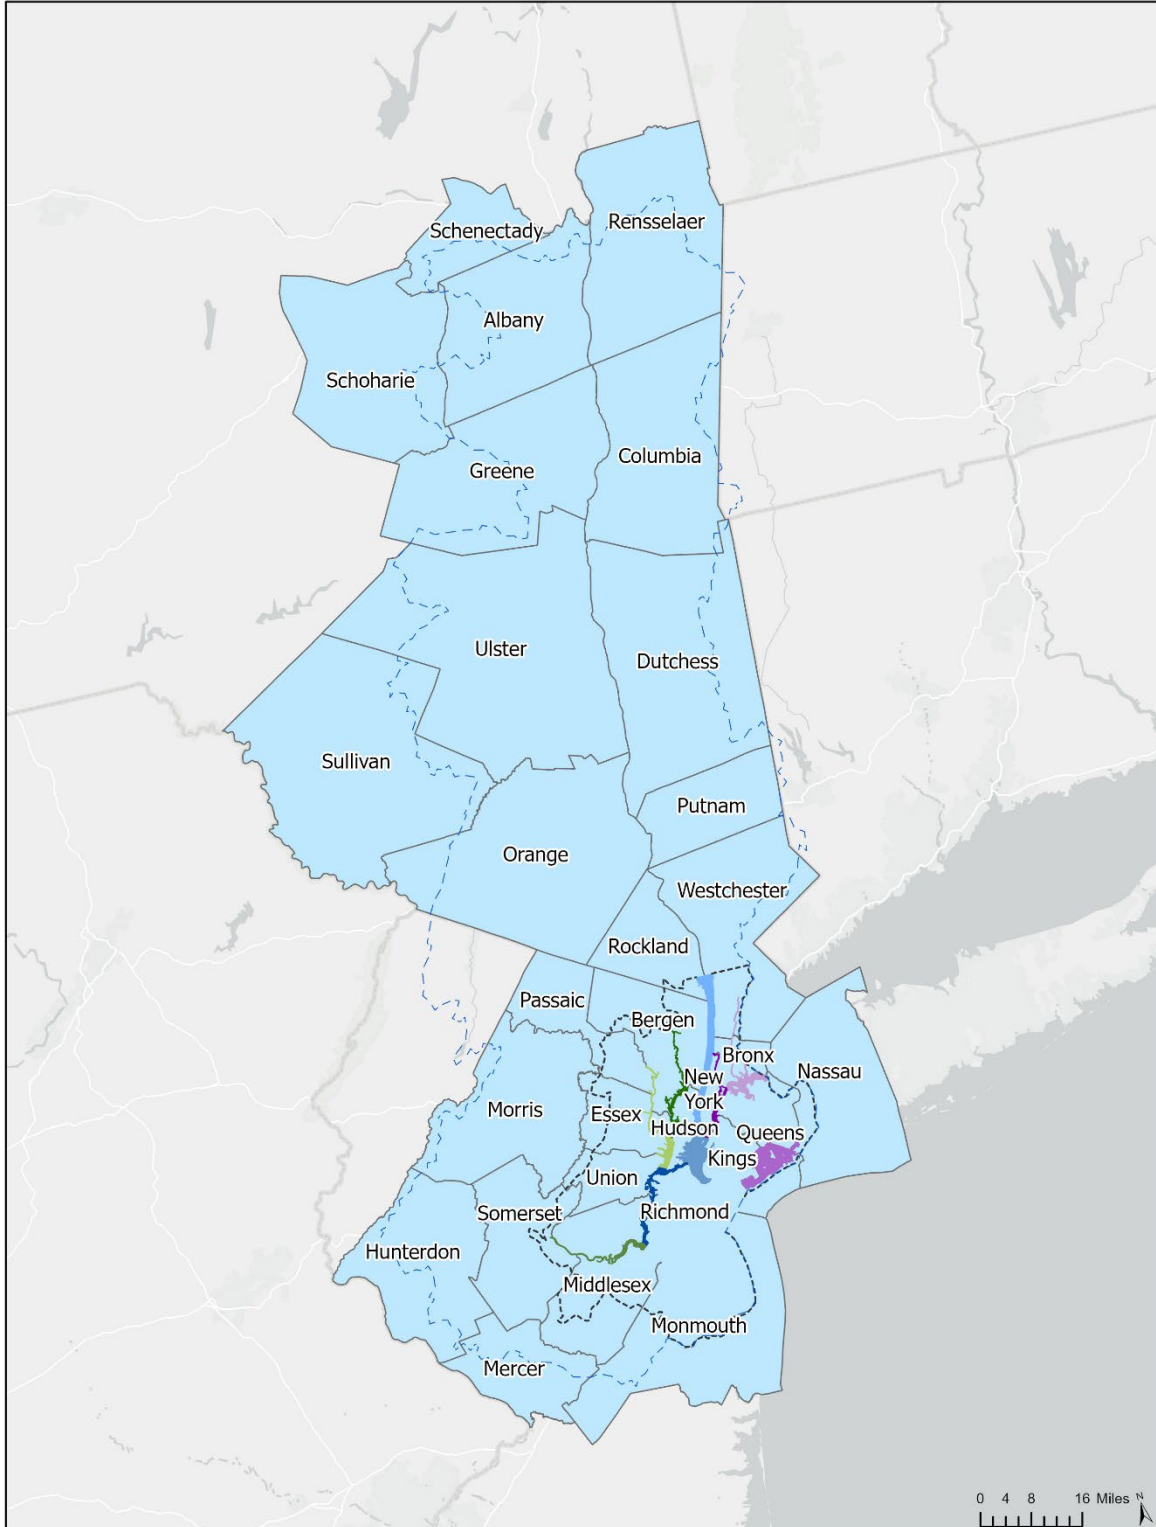 Rensselaer
Schenectady
Albany
Schoharie
Columbia
Greene
Ulster
Dutchess
Sullivan
Putnam
Orange
Westchester
Rockland
Passaic
Bergen
Bronx
Nassau
New
York
Morris
Essex
Hudson
Queens
Kings
Union
Richmond
Somerset
Hunterdon
Middlesex
Monmouth
Mercer
0 4 8 16 Miles N